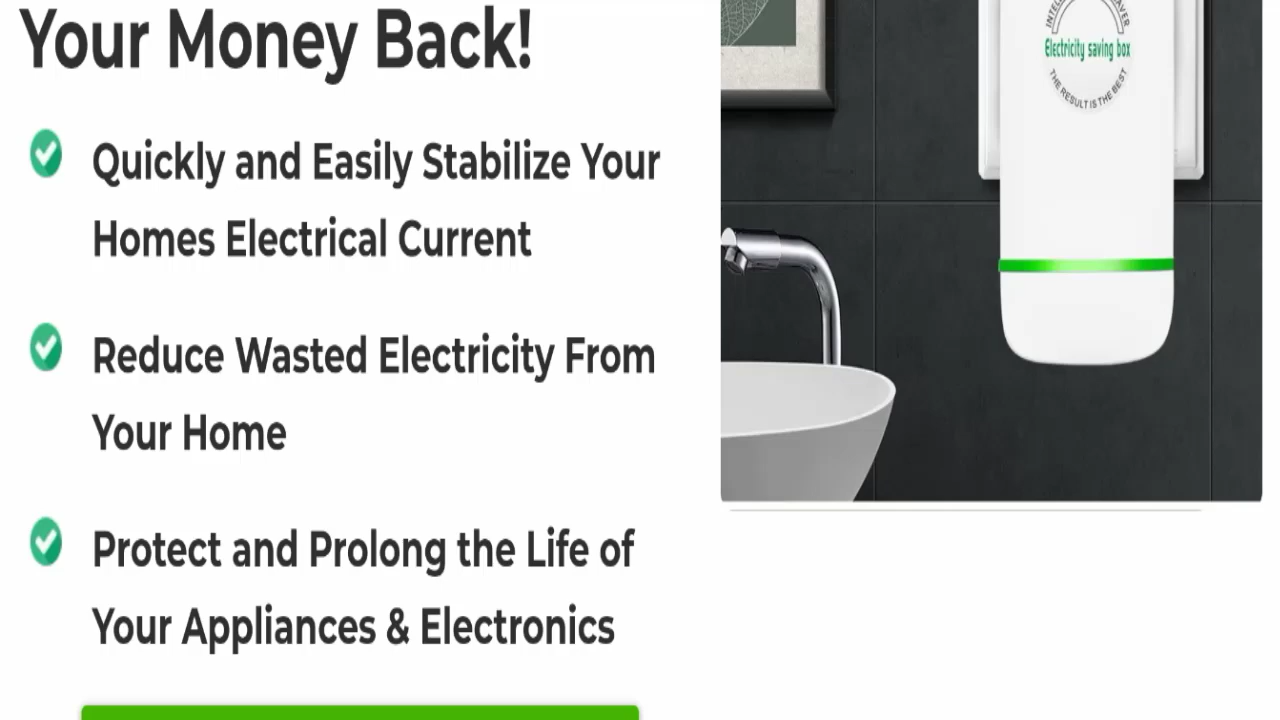 Your Money Back!
Quickly and Easily Stabilize Your
Homes Electrical Current
Reduce Wasted Electricity From
Your Home
Protect and Prolong the Life of
Your Appliances & Electronics
Electricity saving box
THE RESULT IS THE BEST